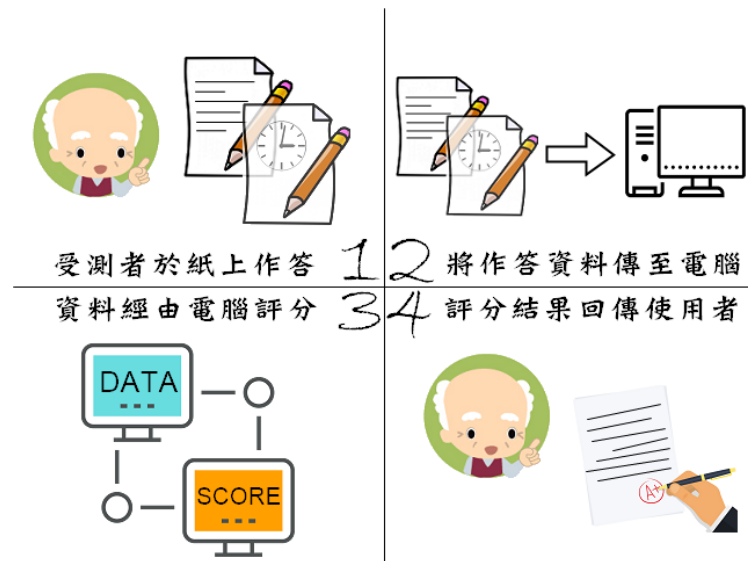 受測者於紙上作答 1
2 將作答資料傳至電腦
資料經由電腦評分 3
4 評分結果回傳使用者
DATA
SCORE
A+